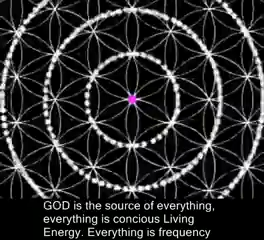 GOD is the source of everything,
everything is concious Living
Energy. Everything is frequency